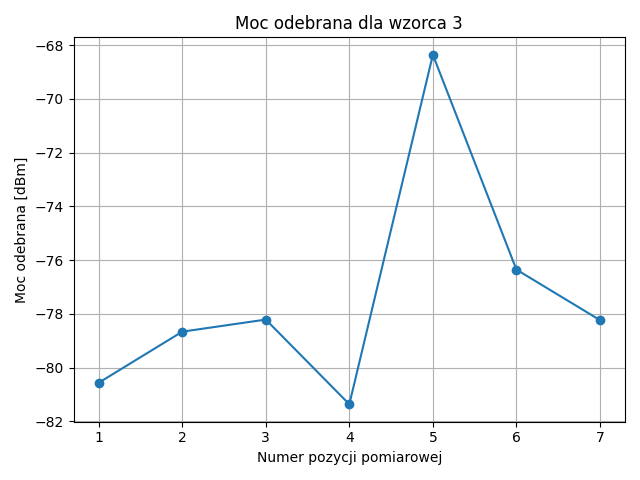 Moc odebrana dla wzorca 3
−68
−70
−72
−74
−76
−78
−80
−82
Moc odebrana [dBm]
1 2 3 4 5 6 7
Numer pozycji pomiarowej